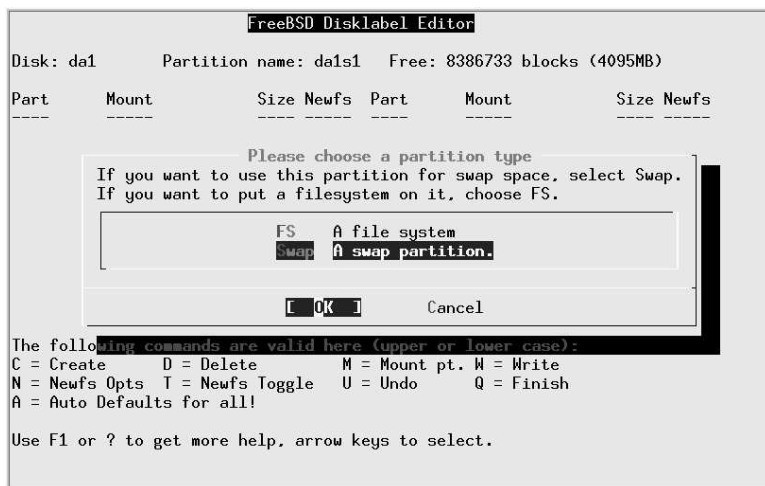 FreeBSD Disklabel Editor
Disk: da1 Partition name: da1s1 Free: 8386733 blocks (4095MB)
Part Mount Size Newfs Part Mount Size Newfs
---- ----- ---- ----- ---- ----- ---- -----
Please choose a partition type
If you want to use this partition for swap space, select Swap.
If you want to put a filesystem on it, choose FS.
FS A file system
Swap A swap partition.
[ OK ] Cancel
The following commands are valid here (upper or lower case):
C = Create D = Delete M = Mount pt. W = Write
N = Newfs Opts T = Newfs Toggle U = Undo Q = Finish
A = Auto Defaults for all!
Use F1 or ? to get more help, arrow keys to select.